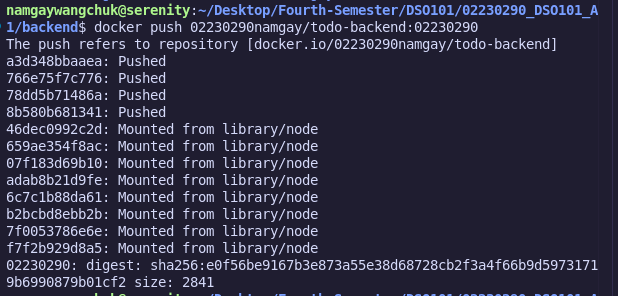 namgaywangchuk@serenity:~/Desktop/Fourth-Semester/DSO101/02230290_DSO101_A
1/backend$ docker push 02230290namgay/todo-backend:02230290
The push refers to repository [docker.io/02230290namgay/todo-backend]
a3d348bbaaea: Pushed
766e75f7c776: Pushed
78dd5b71486a: Pushed
8b580b681341: Pushed
46dec0992c2d: Mounted from library/node
659ae354f8ac: Mounted from library/node
07f183d69b10: Mounted from library/node
adab8b21d9fe: Mounted from library/node
6c7c1b88da61: Mounted from library/node
b2bcbd8ebb2b: Mounted from library/node
7f0053786e6e: Mounted from library/node
f7f2b929d8a5: Mounted from library/node
02230290: digest: sha256:e0f56be9167b3e873a55e38d68728cb2f3a4f66b9d5973171
9b6990879b01cf2 size: 2841